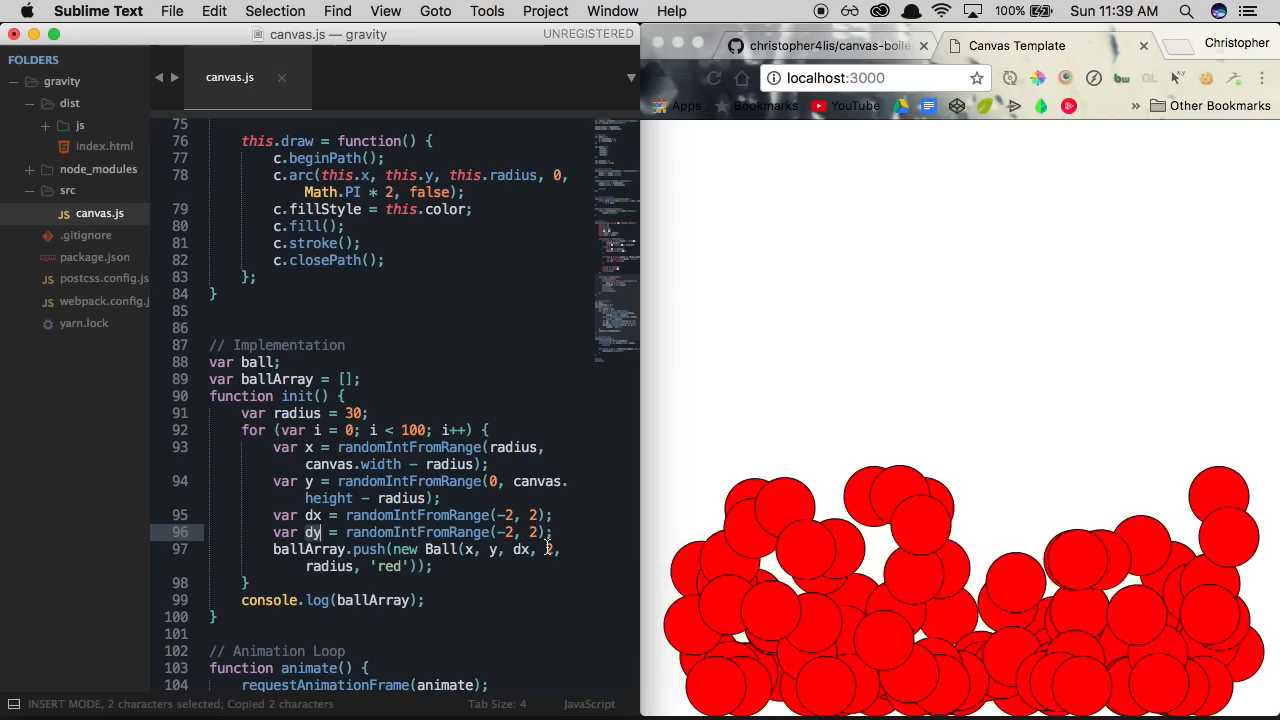 Sublime Text File Edit Selection Find View Goto Tools Project Window Help 100% Sun 11:39 AM
canvas.js — gravity UNREGISTERED
FOLDERS
gravity
dist
js
index.html
node_modules
src
canvas.js
.gitignore
package.json
postcss.config.js
webpack.config.j
yarn.lock
canvas.js
75
76 this.draw = function() {
77 c.beginPath();
78 c.arc(this.x, this.y, this.radius, 0,
Math.PI * 2, false);
79 c.fillStyle = this.color;
80 c.fill();
81 c.stroke();
82 c.closePath();
83 };
84 }
85
86
87 // Implementation
88 var ball;
89 var ballArray = [];
90 function init() {
91 var radius = 30;
92 for (var i = 0; i < 100; i++) {
93 var x = randomIntFromRange(radius,
canvas.width - radius);
94 var y = randomIntFromRange(0, canvas.
height - radius);
95 var dx = randomIntFromRange(-2, 2);
96 var dy = randomIntFromRange(-2, 2);
97 ballArray.push(new Ball(x, y, dx, 2,
radius, 'red'));
98 }
99 console.log(ballArray);
100 }
101
102 // Animation Loop
103 function animate() {
104 requestAnimationFrame(animate);
INSERT MODE, 2 characters selected; Copied 2 characters Tab Size: 4 JavaScript
christopher4lis/canvas-boile Canvas Template Christopher
localhost:3000 bw GL x,y
Apps Bookmarks YouTube » Other Bookmarks